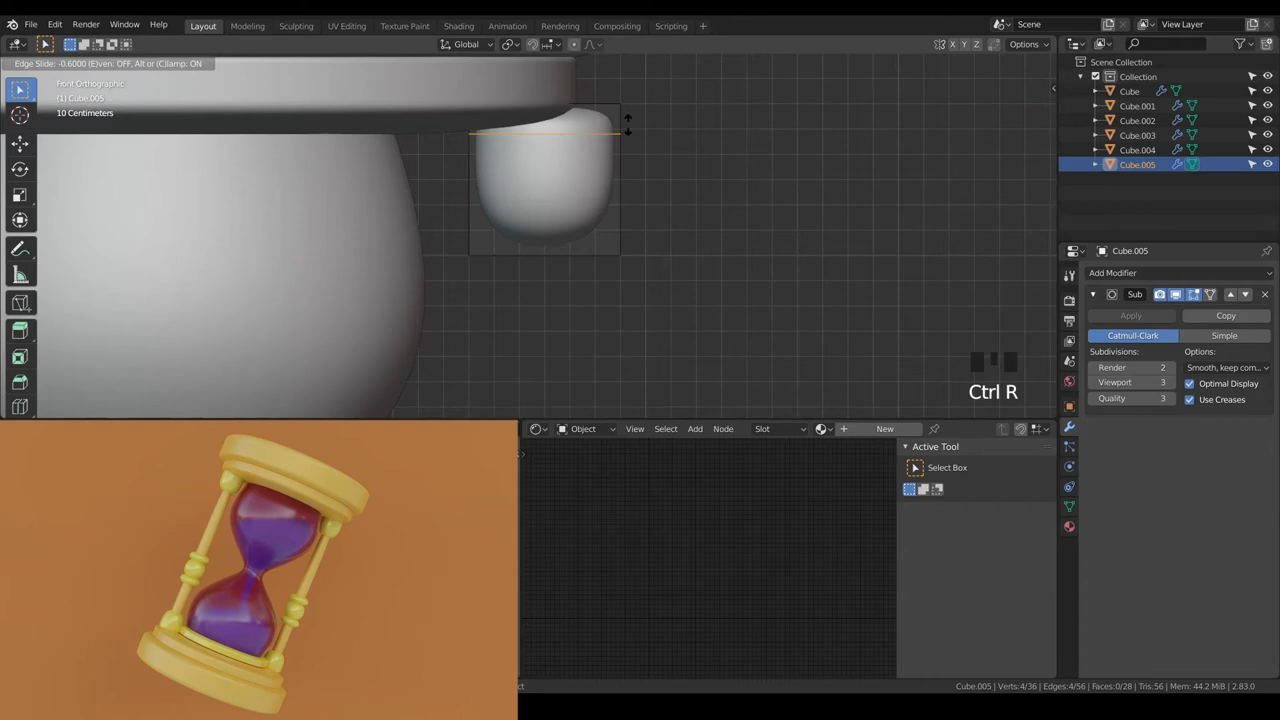 File Edit Render Window Help Layout Modeling Sculpting UV Editing Texture Paint Shading Animation Rendering Compositing Scripting + Scene View Layer
Global X Y Z Options
Edge Slide: -0.6000 (E)ven: OFF, Alt or (C)lamp: ON
Front Orthographic
(1) Cube.005
10 Centimeters
Ctrl R
Scene Collection
Collection
Cube
Cube.001
Cube.002
Cube.003
Cube.004
Cube.005
Cube.005
Add Modifier
Sub
Apply Copy
Catmull-Clark Simple
Subdivisions: Options:
Render 2 Smooth, keep com...
Viewport 3 Optimal Display
Quality 3 Use Creases
Object View Select Add Node Slot New
Active Tool
Select Box
Cube.005 | Verts:4/36 | Edges:4/56 | Faces:0/28 | Tris:56 | Mem: 44.2 MiB | 2.83.0